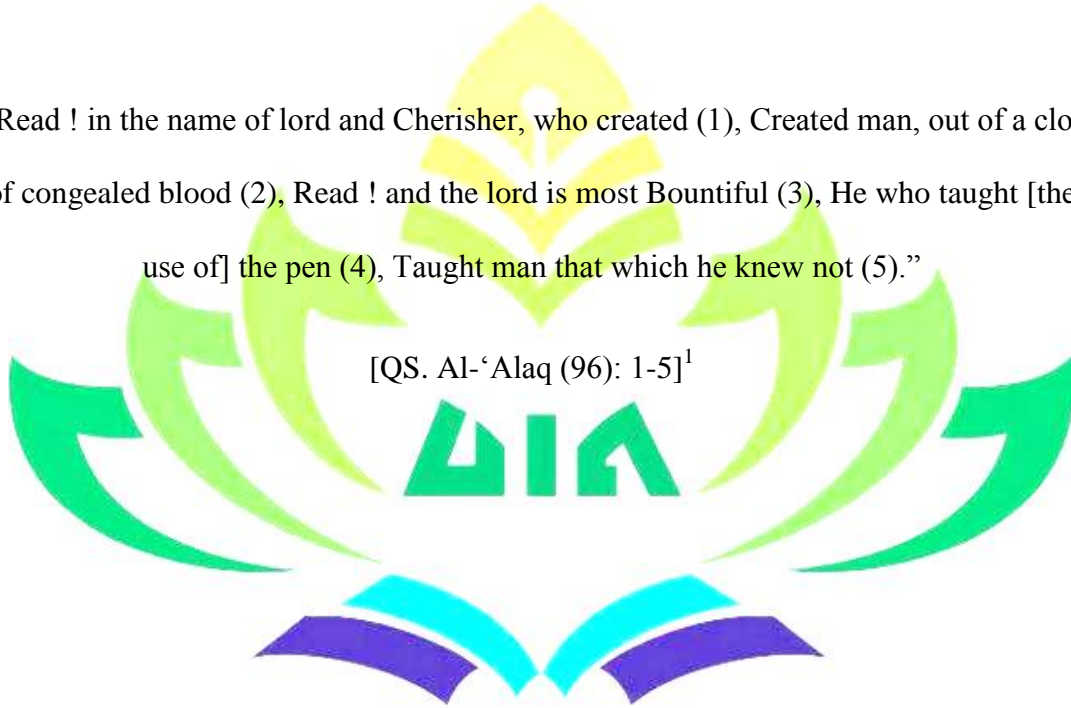 Read ! in the name of lord and Cherisher, who created (1), Created man, out of a clo
of congealed blood (2), Read ! and the lord is most Bountiful (3), He who taught [the
use of] the pen (4), Taught man that which he knew not (5).”
[QS. Al-‘Alaq (96): 1-5]1
UIN